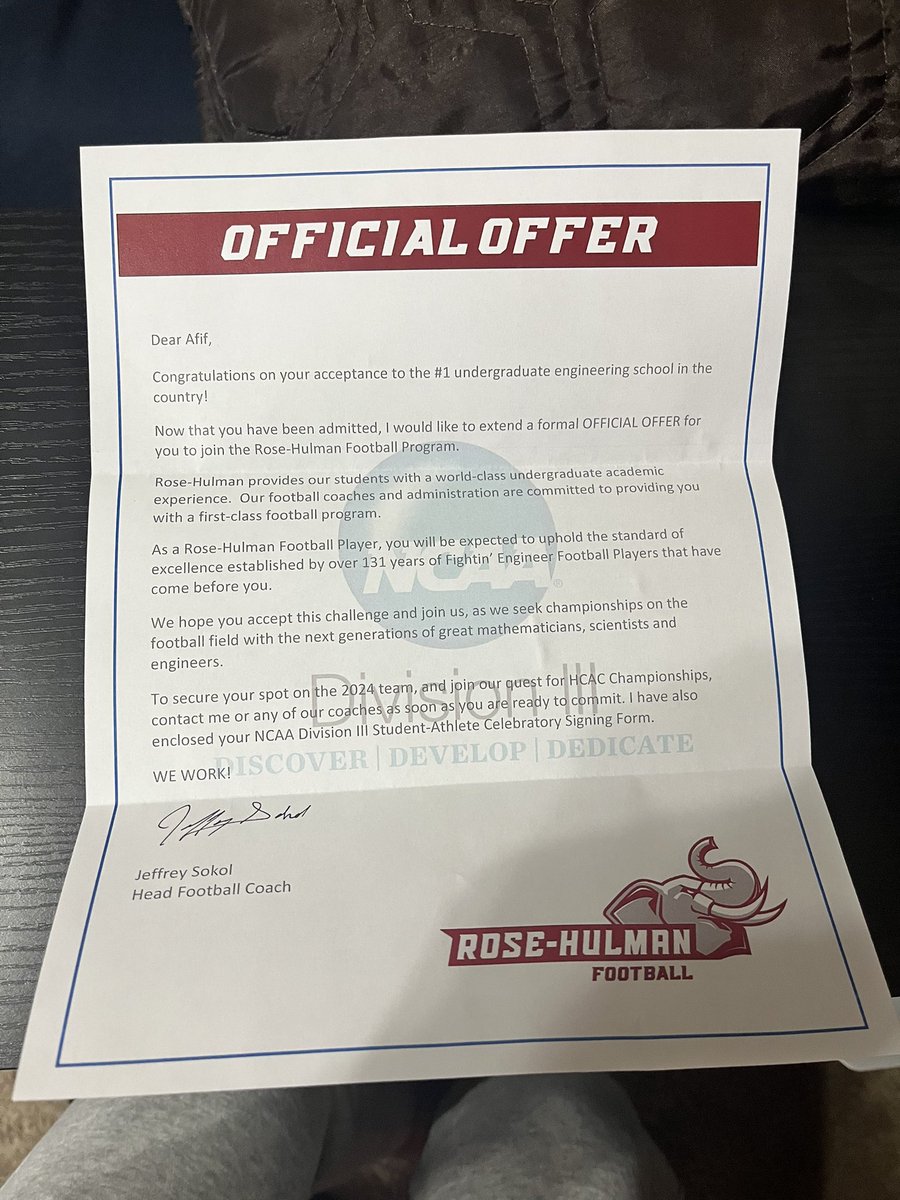 OFFICIAL OFFER
Dear Afif,
Congratulations on your acceptance to the #1 undergraduate engineering school in the
country!
Now that you have been admitted, I would like to extend a formal OFFICIAL OFFER for
you to join the Rose-Hulman Football Program.
Rose-Hulman provides our students with a world-class undergraduate academic
experience. Our football coaches and administration are committed to providing you
with a first-class football program.
As a Rose-Hulman Football Player, you will be expected to uphold the standard of
excellence established by over 131 years of Fightin' Engineer Football Players that have
come before you.
NCAA®
We hope you accept this challenge and join us, as we seek championships on the
football field with the next generations of great mathematicians, scientists and
engineers.
To secure your spot on the 2024 team, and join our quest for HCAC Championships,
contact me or any of our coaches as soon as you are ready to commit. I have also
enclosed your NCAA Division III Student-Athlete Celebratory Signing Form.
Division III
DISCOVER | DEVELOP | DEDICATE
WE WORK!
Jeffrey Sokol
Jeffrey Sokol
Head Football Coach
ROSE-HULMAN
FOOTBALL